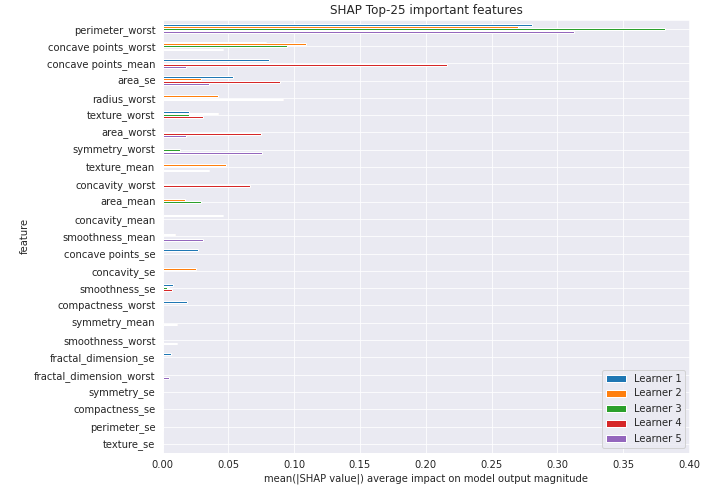 SHAP Top-25 important features
perimeter_worst
concave points_worst
concave points_mean
area_se
radius_worst
texture_worst
area_worst
symmetry_worst
texture_mean
concavity_worst
area_mean
concavity_mean
smoothness_mean
concave points_se
concavity_se
smoothness_se
compactness_worst
symmetry_mean
smoothness_worst
fractal_dimension_se
fractal_dimension_worst
symmetry_se
compactness_se
perimeter_se
texture_se
feature
Learner 1
Learner 2
Learner 3
Learner 4
Learner 5
0.00 0.05 0.10 0.15 0.20 0.25 0.30 0.35 0.40
mean(|SHAP value|) average impact on model output magnitude